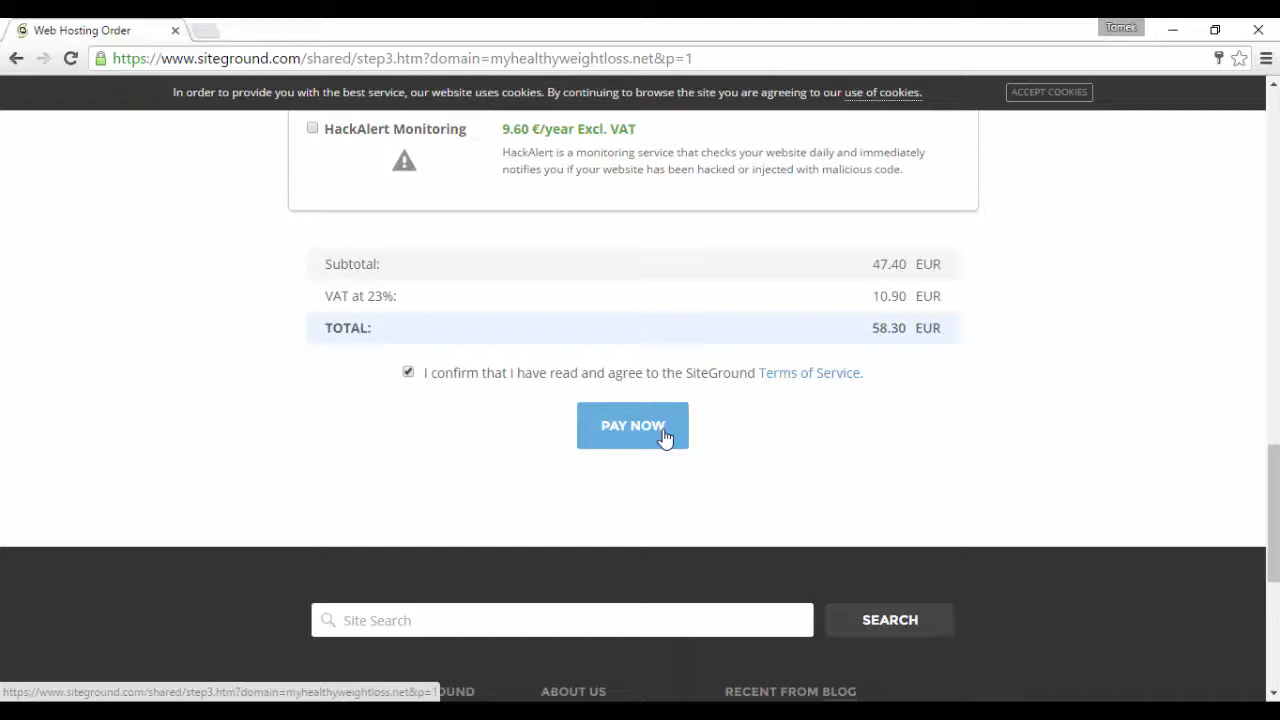 Web Hosting Order
Tomek
https://www.siteground.com/shared/step3.htm?domain=myhealthyweightloss.net&p=1
In order to provide you with the best service, our website uses cookies. By continuing to browse the site you are agreeing to our use of cookies.
ACCEPT COOKIES
HackAlert Monitoring
9.60 €/year Excl. VAT
HackAlert is a monitoring service that checks your website daily and immediately
notifies you if your website has been hacked or injected with malicious code.
Subtotal: 47.40 EUR
VAT at 23%: 10.90 EUR
TOTAL: 58.30 EUR
I confirm that I have read and agree to the SiteGround Terms of Service.
PAY NOW
Site Search
SEARCH
https://www.siteground.com/shared/step3.htm?domain=myhealthyweightloss.net&p=1
OUND
ABOUT US
RECENT FROM BLOG